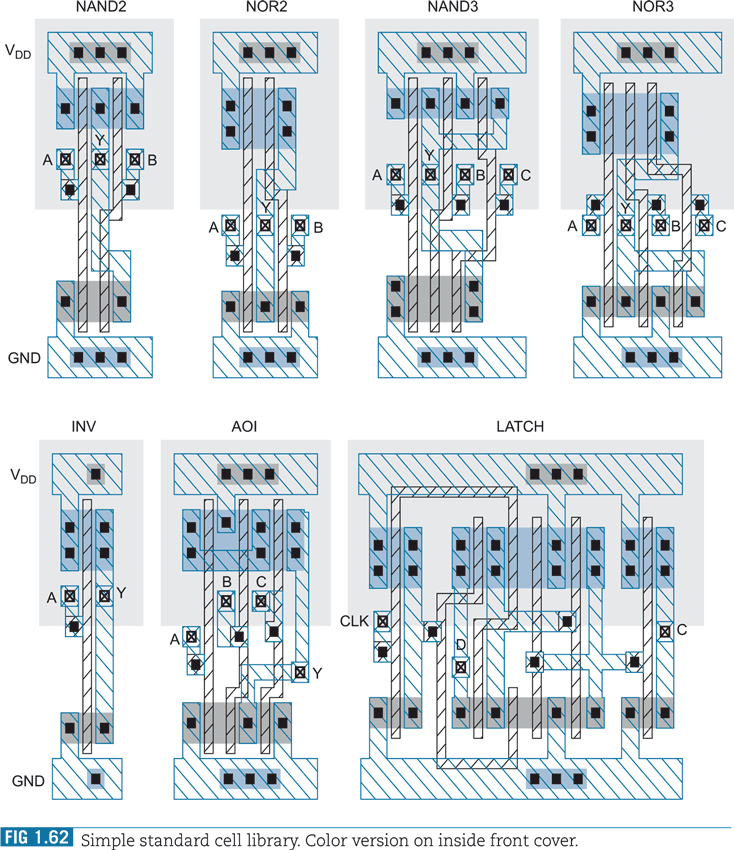 NAND2 NOR2 NAND3 NOR3
VDD
A Y B
A Y B
A Y B C
A Y B C
GND
INV AOI LATCH
VDD
A Y
B C
A
Y
CLK
D
C
GND
FIG 1.62 Simple standard cell library. Color version on inside front cover.